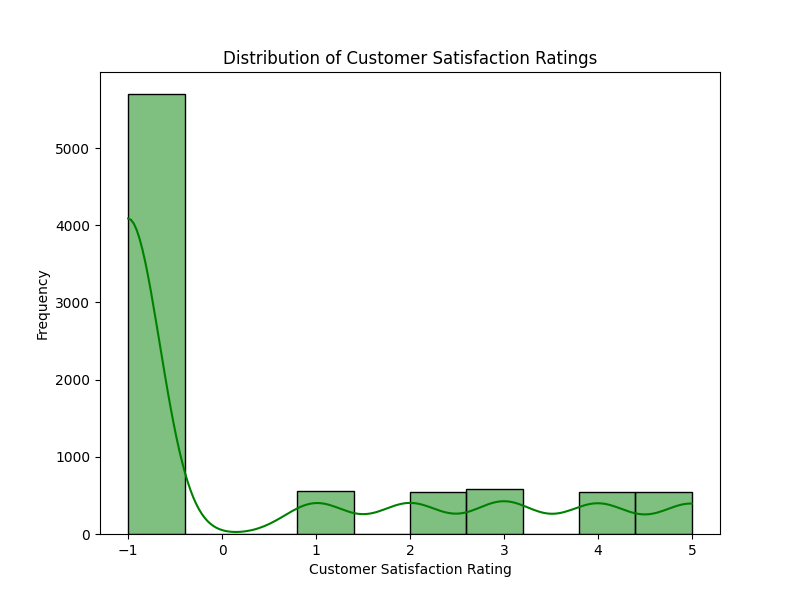 Distribution of Customer Satisfaction Ratings
Frequency
5000
4000
3000
2000
1000
0
−1 0 1 2 3 4 5
Customer Satisfaction Rating